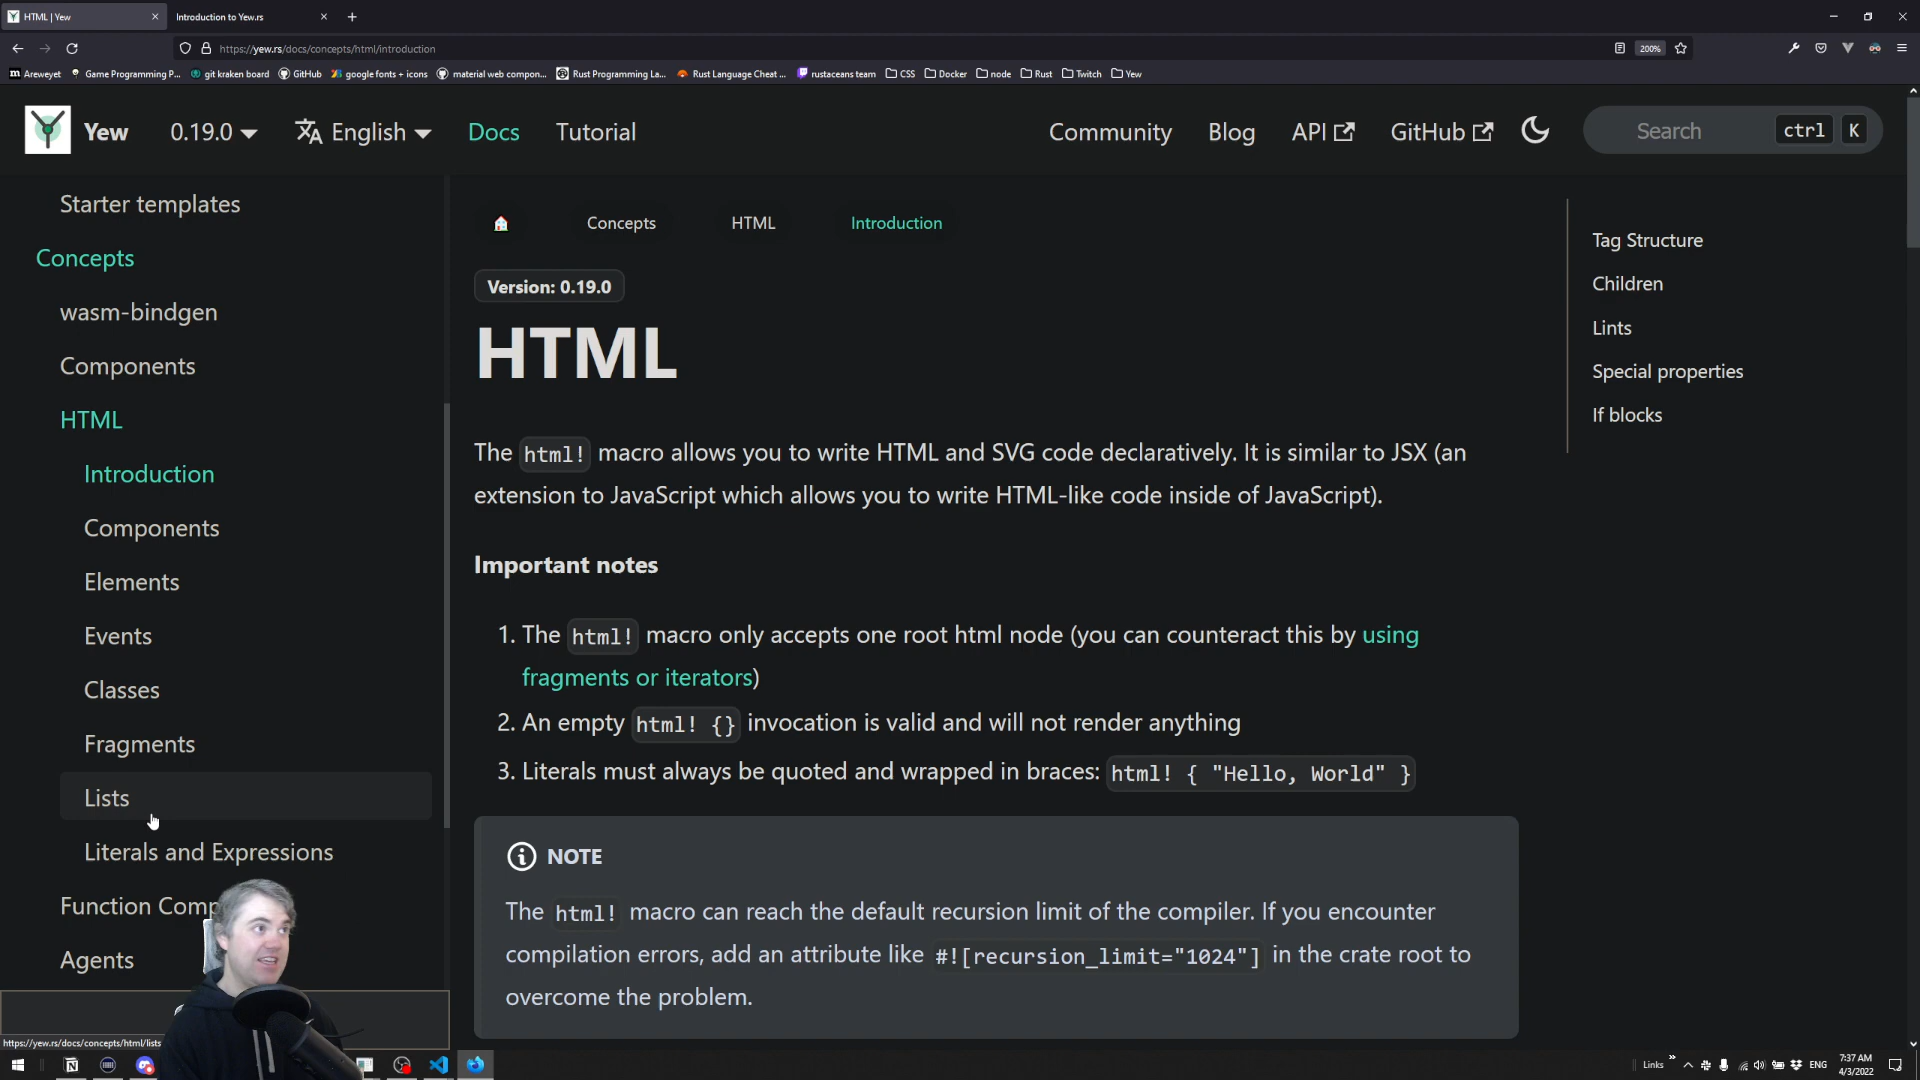 HTML | Yew
Introduction to Yew.rs
https://yew.rs/docs/concepts/html/introduction
200%
Areweyet
Game Programming P...
git kraken board
GitHub
google fonts + icons
material web compon...
Rust Programming La...
Rust Language Cheat ...
rustaceans team
CSS
Docker
node
Rust
Twitch
Yew
Yew
0.19.0
English
Docs
Tutorial
Community
Blog
API
GitHub
Search
ctrl
K
Starter templates
Concepts
wasm-bindgen
Components
HTML
Introduction
Components
Elements
Events
Classes
Fragments
Lists
Literals and Expressions
Function Comp
Agents
https://yew.rs/docs/concepts/html/lists
Concepts
HTML
Introduction
Version: 0.19.0
HTML
The html! macro allows you to write HTML and SVG code declaratively. It is similar to JSX (an
extension to JavaScript which allows you to write HTML-like code inside of JavaScript).
Important notes
1. The html! macro only accepts one root html node (you can counteract this by using
fragments or iterators)
2. An empty html! {} invocation is valid and will not render anything
3. Literals must always be quoted and wrapped in braces: html! { "Hello, World" }
NOTE
The html! macro can reach the default recursion limit of the compiler. If you encounter
compilation errors, add an attribute like #![recursion_limit="1024"] in the crate root to
overcome the problem.
Tag Structure
Children
Lints
Special properties
If blocks
Links
ENG
7:37 AM
4/3/2022